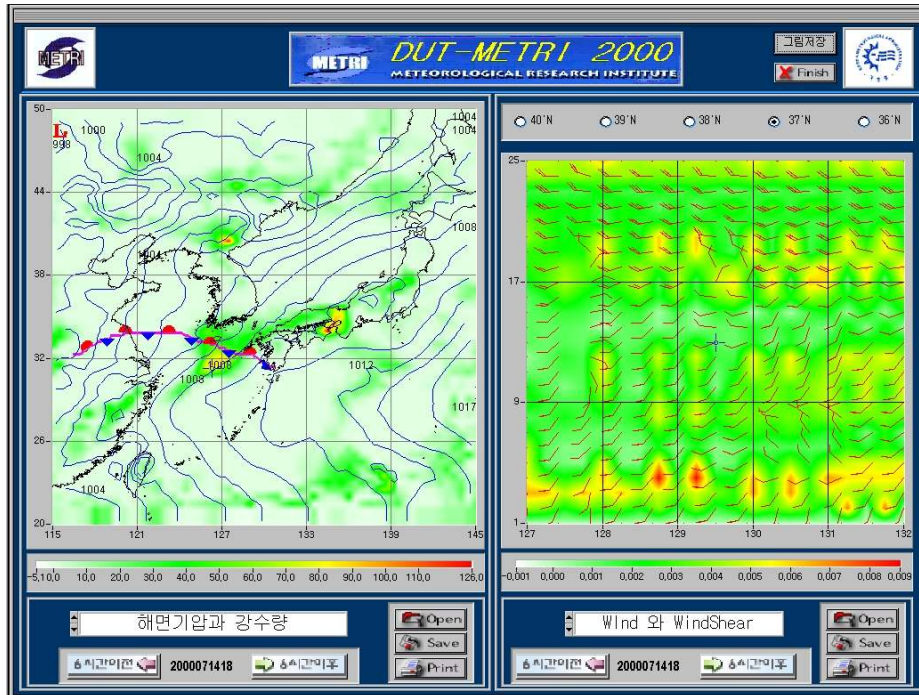 METRI
METRI
DUT-METRI 2000
METEOROLOGICAL RESEARCH INSTITUTE
그림저장
Finish
50
44
38
32
26
20
115 121 127 133 139 145
L
998
1000
1004
1004
1004
1008
1004
1008
1008
1012
1017
1004
-5,10,0 10,0 20,0 30,0 40,0 50,0 60,0 70,0 80,0 90,0 100,0 110,0 126,0
해면기압과 강수량
Open
Save
Print
6시간이전 2000071418 6시간이후
40°N 39°N 38°N 37°N 36°N
25
17
9
1
127 128 129 130 131 132
-0,001 0,000 0,001 0,002 0,003 0,004 0,005 0,006 0,007 0,008 0,009
WInd 와 WindShear
Open
Save
Print
6시간이전 2000071418 6시간이후